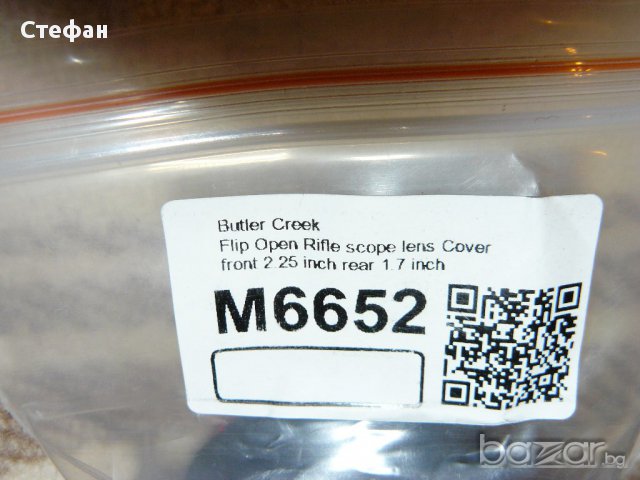 Стефан
Butler Creek
Flip Open Rifle scope lens Cover
front 2.25 inch rear 1.7 inch
M6652
bazar.bg